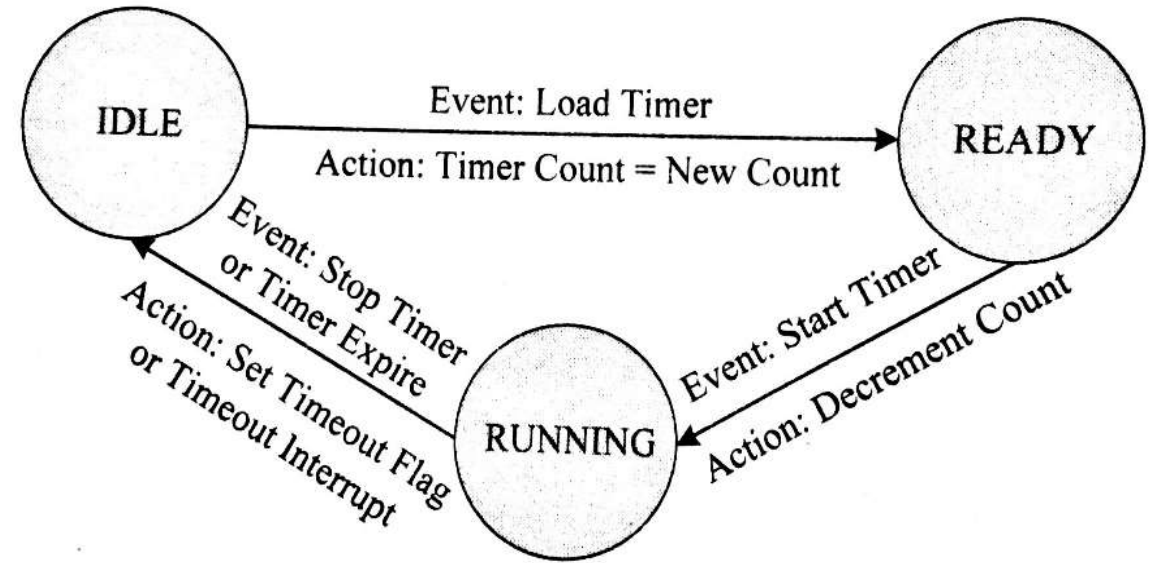 IDLE
Event: Load Timer
Action: Timer Count = New Count
READY
Event: Stop Timer
or Timer Expire
Action: Set Timeout Flag
or Timeout Interrupt
RUNNING
Event: Start Timer
Action: Decrement Count